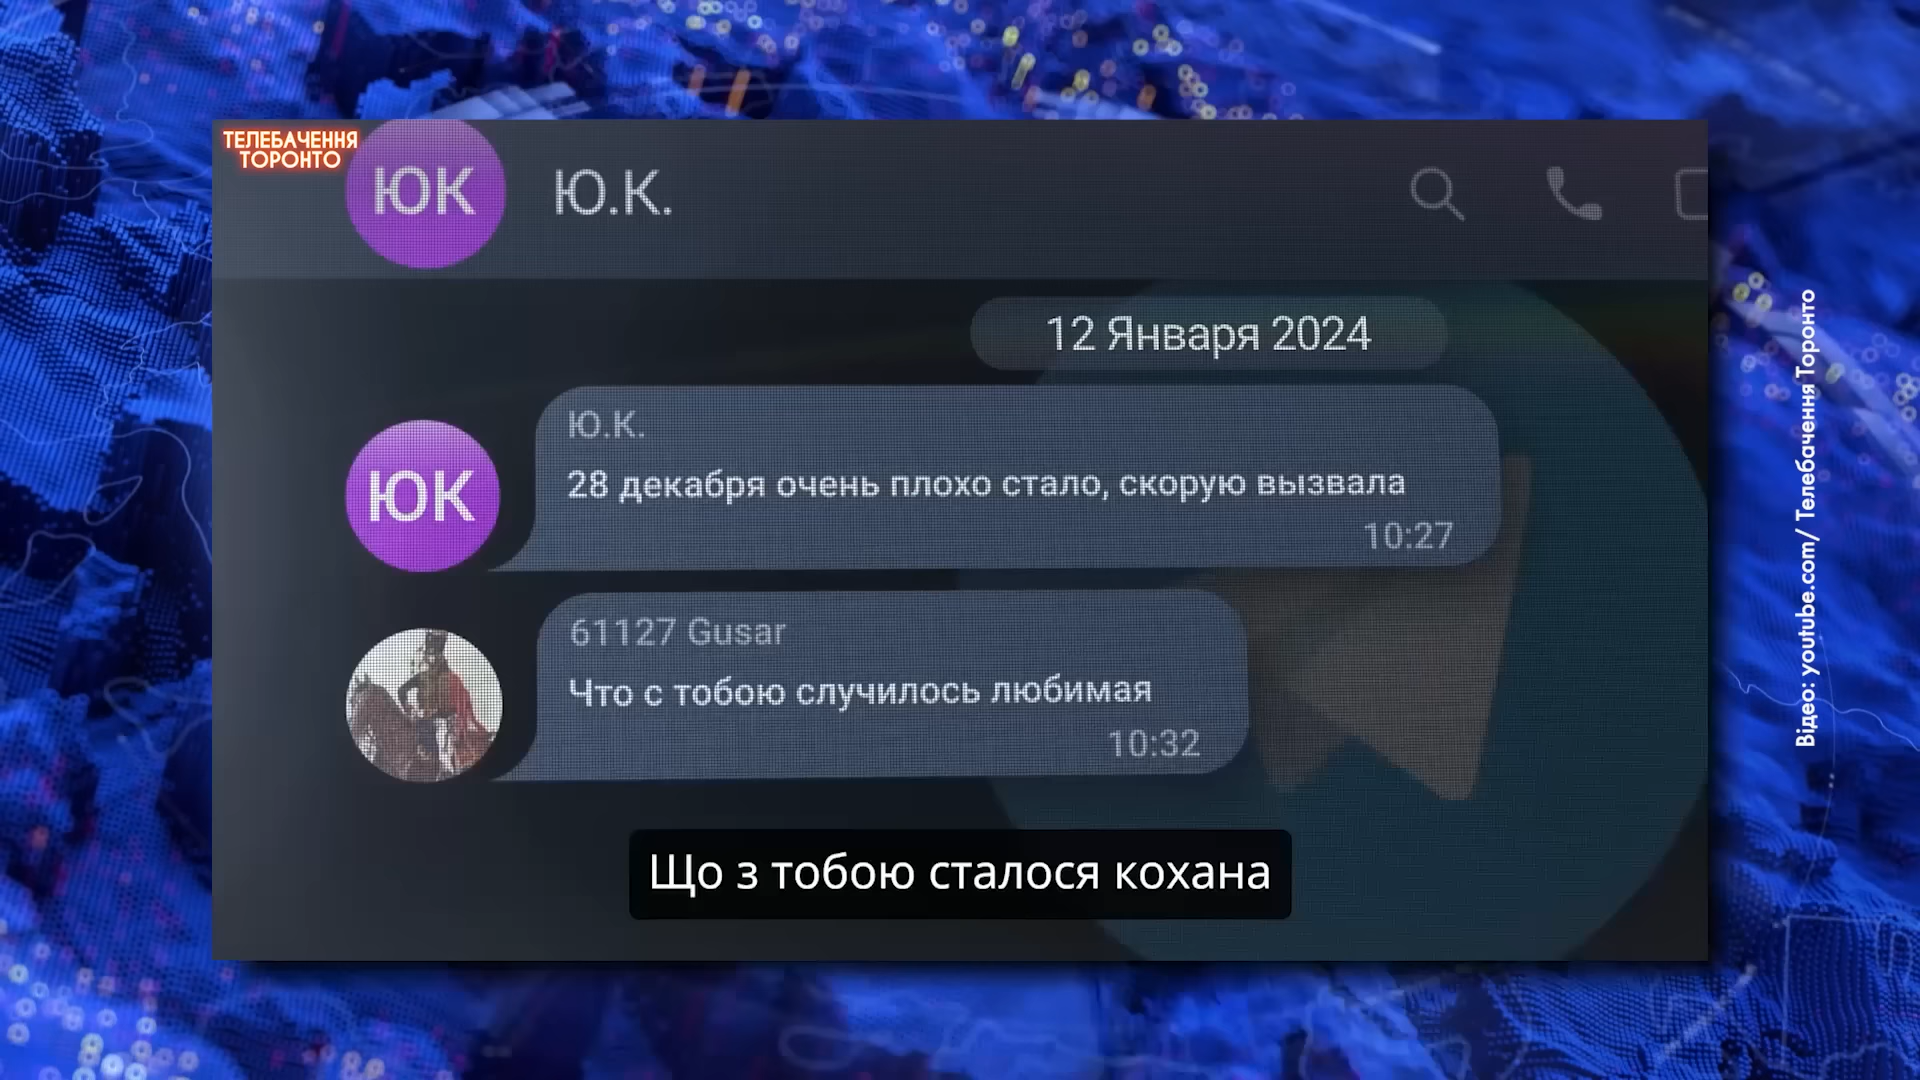 ТЕЛЕБАЧЕННЯ
ТОРОНТО
ЮК
Ю.К.
12 Января 2024
Ю.К.
ЮК
28 декабря очень плохо стало, скорую вызвала
10:27
61127 Gusar
Что с тобою случилось любимая
10:32
Що з тобою сталося кохана
Відео: youtube.com/ Телебачення Торонто